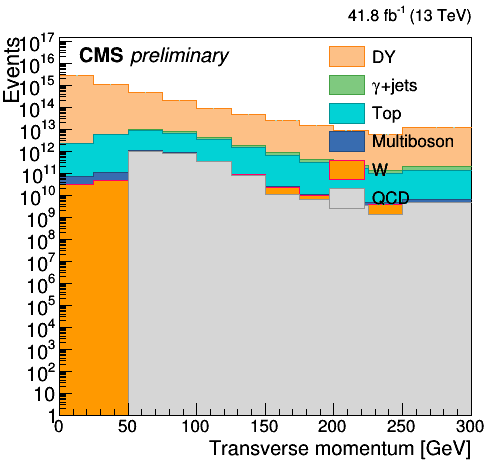 41.8 fb⁻¹ (13 TeV)
Events
CMS preliminary
DY
γ+jets
Top
Multiboson
W
QCD
10¹⁷
10¹⁶
10¹⁵
10¹⁴
10¹³
10¹²
10¹¹
10¹⁰
10⁹
10⁸
10⁷
10⁶
10⁵
10⁴
10³
10²
10
1
0 50 100 150 200 250 300
Transverse momentum [GeV]